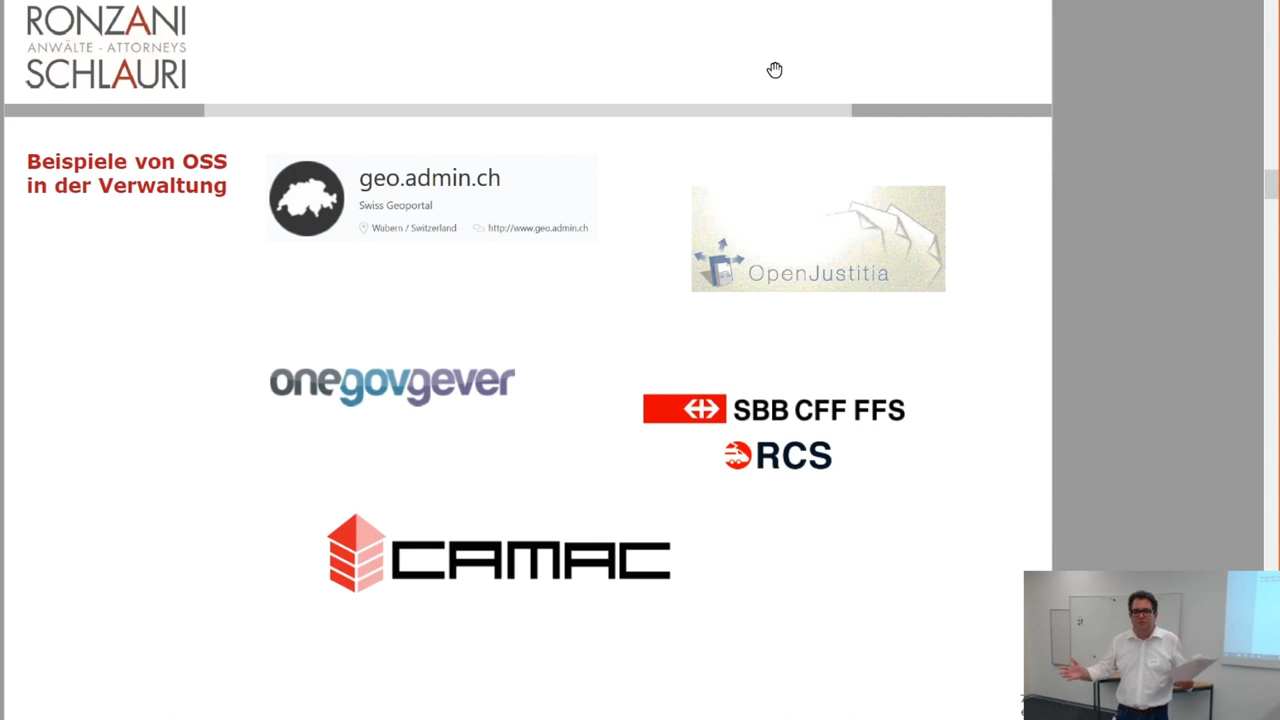 RONZANI
ANWÄLTE - ATTORNEYS
SCHLAURI
Beispiele von OSS
in der Verwaltung
geo.admin.ch
Swiss Geoportal
Wabern / Switzerland http://www.geo.admin.ch
OpenJustitia
onegovgever
SBB CFF FFS
RCS
CAMAC